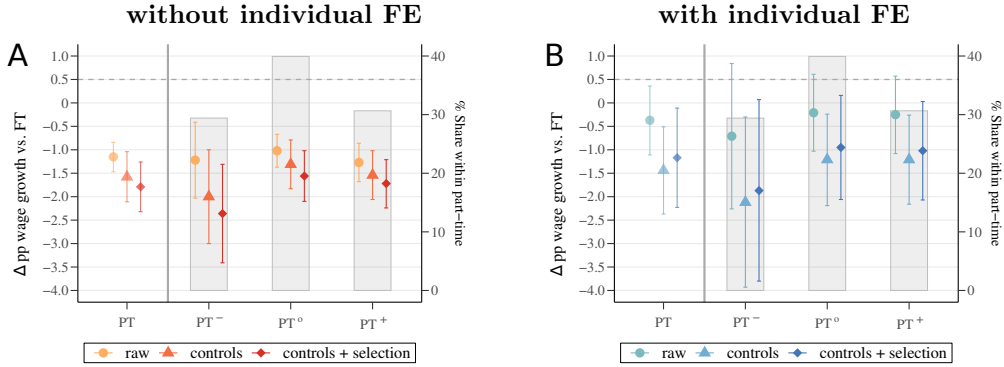 without individual FE
with individual FE
A
B
Δ pp wage growth vs. FT
1.0
0.5
0
−0.5
−1.0
−1.5
−2.0
−2.5
−3.0
−3.5
−4.0
40
30
20
10
0
% Share within part−time
PT
PT −
PT o
PT +
raw
controls
controls + selection
Δ pp wage growth vs. FT
1.0
0.5
0
−0.5
−1.0
−1.5
−2.0
−2.5
−3.0
−3.5
−4.0
40
30
20
10
0
% Share within part−time
PT
PT −
PT o
PT +
raw
controls
controls + selection